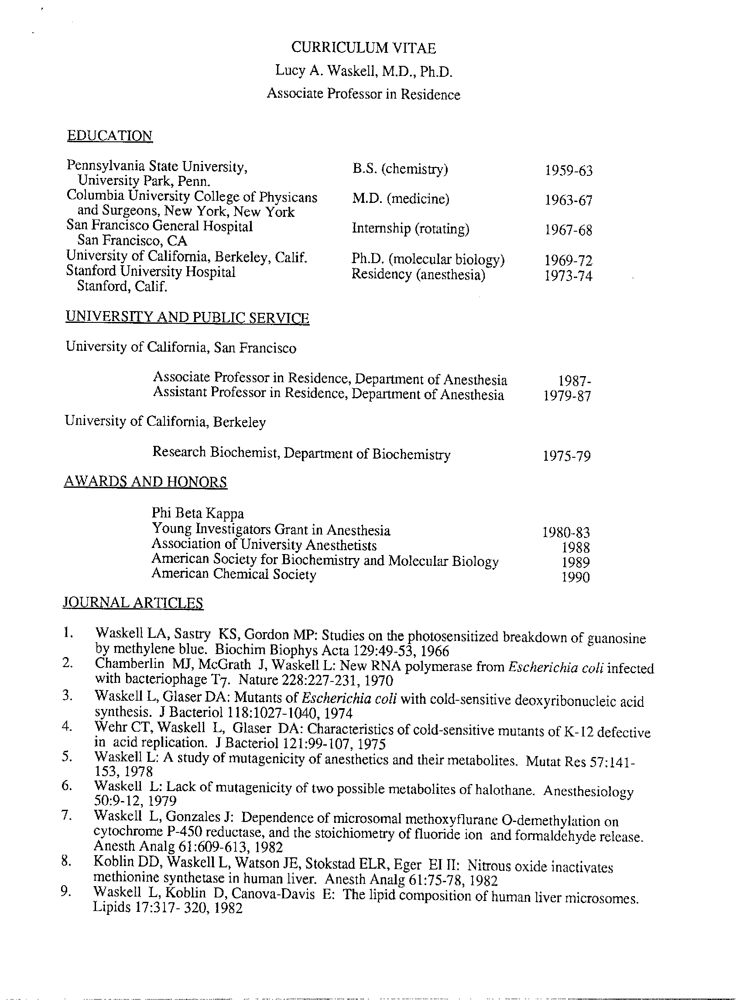 CURRICULUM VITAE
Lucy A. Waskell, M.D., Ph.D.
Associate Professor in Residence
EDUCATION
Pennsylvania State University, B.S. (chemistry) 1959-63
University Park, Penn.
Columbia University College of Physicans M.D. (medicine) 1963-67
and Surgeons, New York, New York
San Francisco General Hospital Internship (rotating) 1967-68
San Francisco, CA
University of California, Berkeley, Calif. Ph.D. (molecular biology) 1969-72
Stanford University Hospital Residency (anesthesia) 1973-74
Stanford, Calif.
UNIVERSITY AND PUBLIC SERVICE
University of California, San Francisco
Associate Professor in Residence, Department of Anesthesia 1987-
Assistant Professor in Residence, Department of Anesthesia 1979-87
University of California, Berkeley
Research Biochemist, Department of Biochemistry 1975-79
AWARDS AND HONORS
Phi Beta Kappa
Young Investigators Grant in Anesthesia 1980-83
Association of University Anesthetists 1988
American Society for Biochemistry and Molecular Biology 1989
American Chemical Society 1990
JOURNAL ARTICLES
1. Waskell LA, Sastry KS, Gordon MP: Studies on the photosensitized breakdown of guanosine
by methylene blue. Biochim Biophys Acta 129:49-53, 1966
2. Chamberlin MJ, McGrath J, Waskell L: New RNA polymerase from Escherichia coli infected
with bacteriophage T7. Nature 228:227-231, 1970
3. Waskell L, Glaser DA: Mutants of Escherichia coli with cold-sensitive deoxyribonucleic acid
synthesis. J Bacteriol 118:1027-1040, 1974
4. Wehr CT, Waskell L, Glaser DA: Characteristics of cold-sensitive mutants of K-12 defective
in acid replication. J Bacteriol 121:99-107, 1975
5. Waskell L: A study of mutagenicity of anesthetics and their metabolites. Mutat Res 57:141-
153, 1978
6. Waskell L: Lack of mutagenicity of two possible metabolites of halothane. Anesthesiology
50:9-12, 1979
7. Waskell L, Gonzales J: Dependence of microsomal methoxyflurane O-demethylation on
cytochrome P-450 reductase, and the stoichiometry of fluoride ion and formaldehyde release.
Anesth Analg 61:609-613, 1982
8. Koblin DD, Waskell L, Watson JE, Stokstad ELR, Eger EI II: Nitrous oxide inactivates
methionine synthetase in human liver. Anesth Analg 61:75-78, 1982
9. Waskell L, Koblin D, Canova-Davis E: The lipid composition of human liver microsomes.
Lipids 17:317- 320, 1982